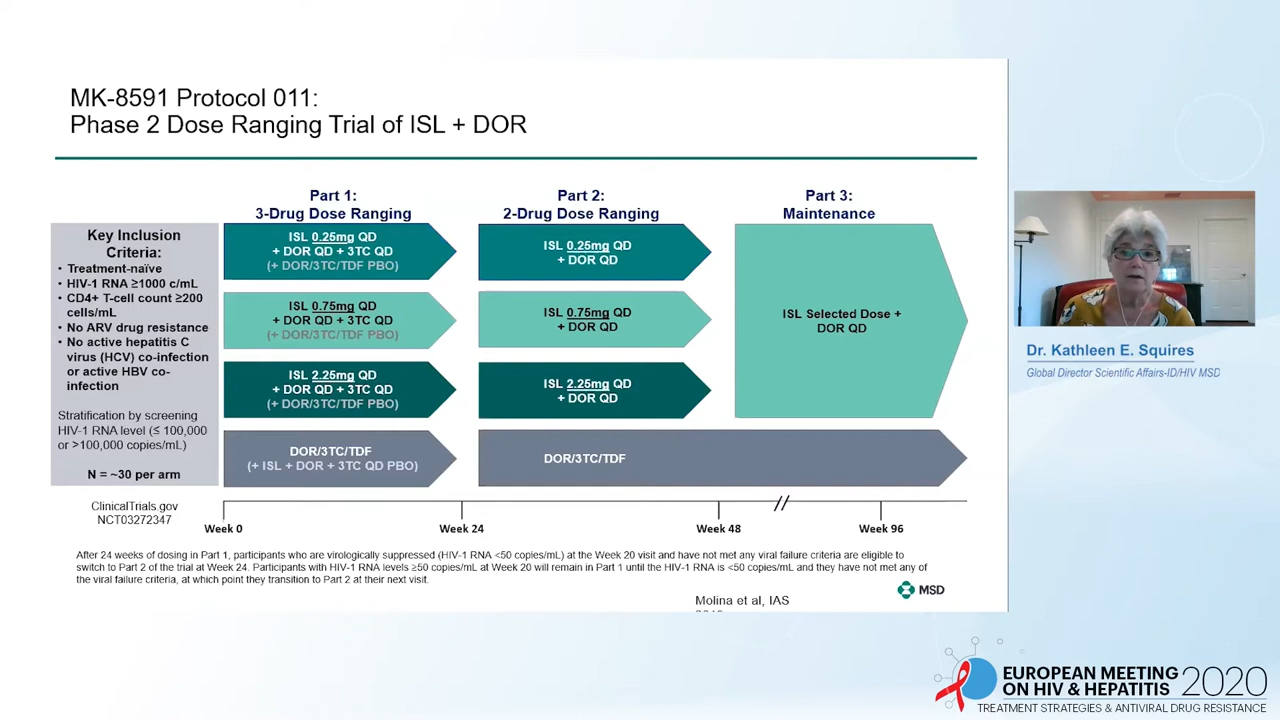 MK-8591 Protocol 011:
Phase 2 Dose Ranging Trial of ISL + DOR
Key Inclusion
Criteria:
• Treatment-naïve
• HIV-1 RNA ≥1000 c/mL
• CD4+ T-cell count ≥200
cells/mL
• No ARV drug resistance
• No active hepatitis C
virus (HCV) co-infection
or active HBV co-
infection
Stratification by screening
HIV-1 RNA level (≤ 100,000
or >100,000 copies/mL)
N = ~30 per arm
ClinicalTrials.gov
NCT03272347
Part 1:
3-Drug Dose Ranging
ISL 0.25mg QD
+ DOR QD + 3TC QD
(+ DOR/3TC/TDF PBO)
ISL 0.75mg QD
+ DOR QD + 3TC QD
(+ DOR/3TC/TDF PBO)
ISL 2.25mg QD
+ DOR QD + 3TC QD
(+ DOR/3TC/TDF PBO)
DOR/3TC/TDF
(+ ISL + DOR + 3TC QD PBO)
Part 2:
2-Drug Dose Ranging
ISL 0.25mg QD
+ DOR QD
ISL 0.75mg QD
+ DOR QD
ISL 2.25mg QD
+ DOR QD
DOR/3TC/TDF
Part 3:
Maintenance
ISL Selected Dose +
DOR QD
Week 0
Week 24
Week 48
Week 96
After 24 weeks of dosing in Part 1, participants who are virologically suppressed (HIV-1 RNA <50 copies/mL) at the Week 20 visit and have not met any viral failure criteria are eligible to
switch to Part 2 of the trial at Week 24. Participants with HIV-1 RNA levels ≥50 copies/mL at Week 20 will remain in Part 1 until the HIV-1 RNA is <50 copies/mL and they have not met any of
the viral failure criteria, at which point they transition to Part 2 at their next visit.
MSD
Molina et al, IAS
Dr. Kathleen E. Squires
Global Director Scientific Affairs-ID/HIV MSD
EUROPEAN MEETING
ON HIV & HEPATITIS 2020
TREATMENT STRATEGIES & ANTIVIRAL DRUG RESISTANCE